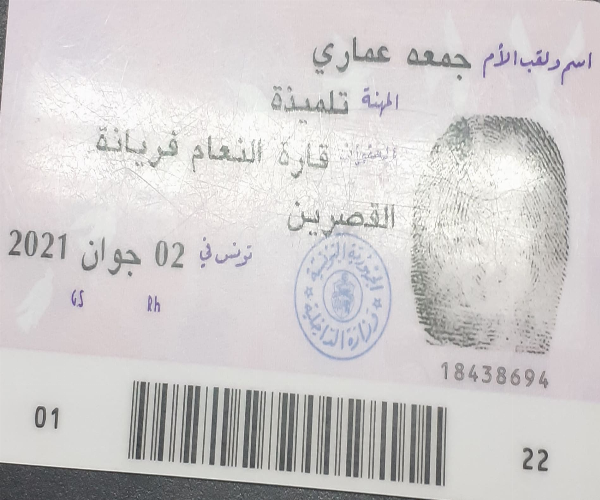 اسم ولقب الأم جمعه عماري
المهنة تلميذة
العنوان قارة النعام فريانة
القصرين
تونس في 02 جوان 2021
GS Rh
الجمهورية التونسية
وزارة الداخلية
18438694
01 22